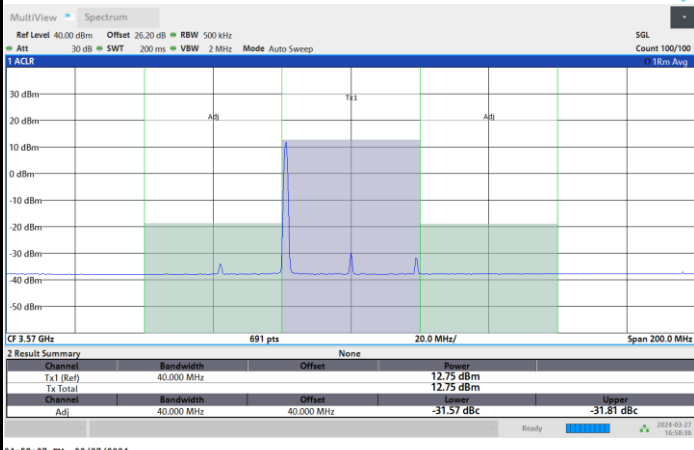 MultiView Spectrum
Ref Level 40.00 dBm Offset 26.20 dB RBW 500 kHz SGL
Att 30 dB SWT 200 ms VBW 2 MHz Mode Auto Sweep Count 100/100
1 ACLR 1Rm Avg
30 dBm
Tx1
20 dBm
Adj Adj
10 dBm
0 dBm
-10 dBm
-20 dBm
-30 dBm
-40 dBm
-50 dBm
CF 3.57 GHz 691 pts 20.0 MHz/ Span 200.0 MHz
2 Result Summary None
Channel Bandwidth Offset Power
Tx1 (Ref) 40.000 MHz 12.75 dBm
Tx Total 12.75 dBm
Channel Bandwidth Offset Lower Upper
Adj 40.000 MHz 40.000 MHz -31.57 dBc -31.81 dBc
Ready 2024-03-27
16:58:36